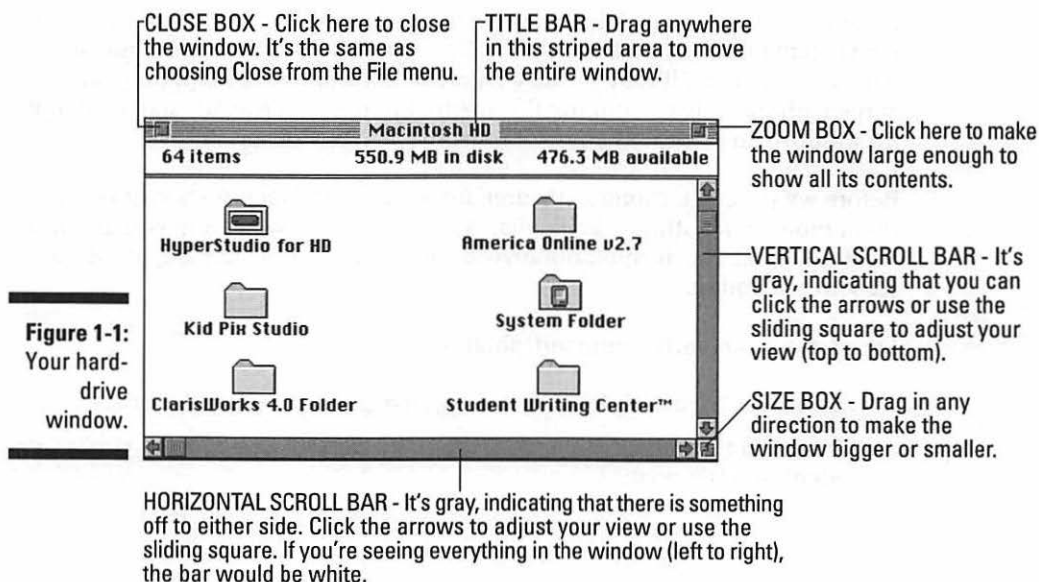 CLOSE BOX - Click here to close
the window. It's the same as
choosing Close from the File menu.
TITLE BAR - Drag anywhere
in this striped area to move
the entire window.
Macintosh HD
64 items 550.9 MB in disk 476.3 MB available
ZOOM BOX - Click here to make
the window large enough to
show all its contents.
HyperStudio for HD
America Online v2.7
VERTICAL SCROLL BAR - It's
gray, indicating that you can
click the arrows or use the
sliding square to adjust your
view (top to bottom).
Kid Pix Studio
System Folder
ClarisWorks 4.0 Folder
Student Writing Center™
SIZE BOX - Drag in any
direction to make the
window bigger or smaller.
Figure 1-1:
Your hard-
drive
window.
HORIZONTAL SCROLL BAR - It's gray, indicating that there is something
off to either side. Click the arrows to adjust your view or use the
sliding square. If you're seeing everything in the window (left to right),
the bar would be white.